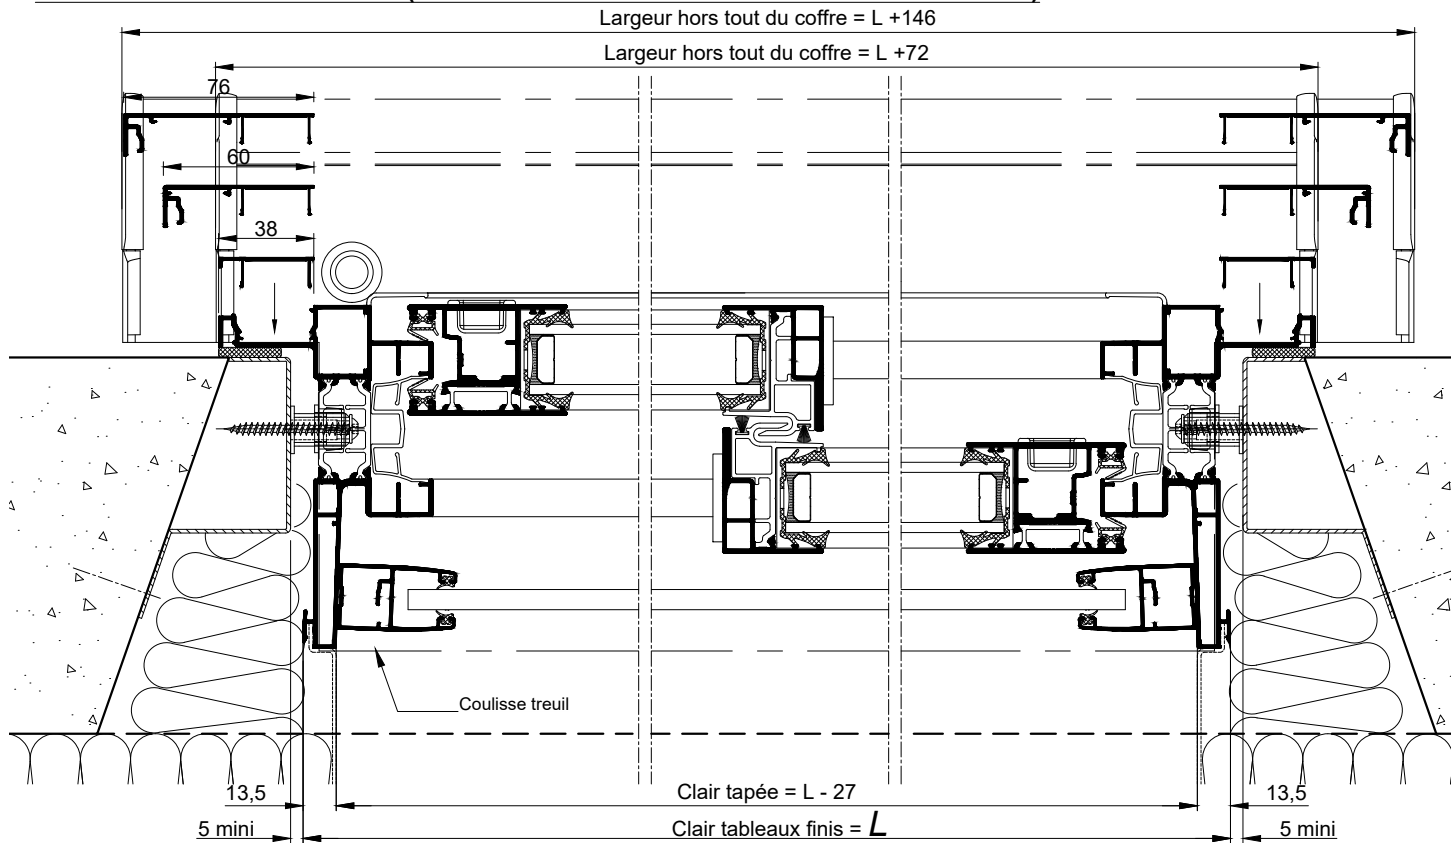 Largeur hors tout du coffre = L +146
Largeur hors tout du coffre = L +72
76
60
38
Coulisse treuil
13,5
Clair tapée = L - 27
13,5
5 mini
Clair tableaux finis = L
5 mini